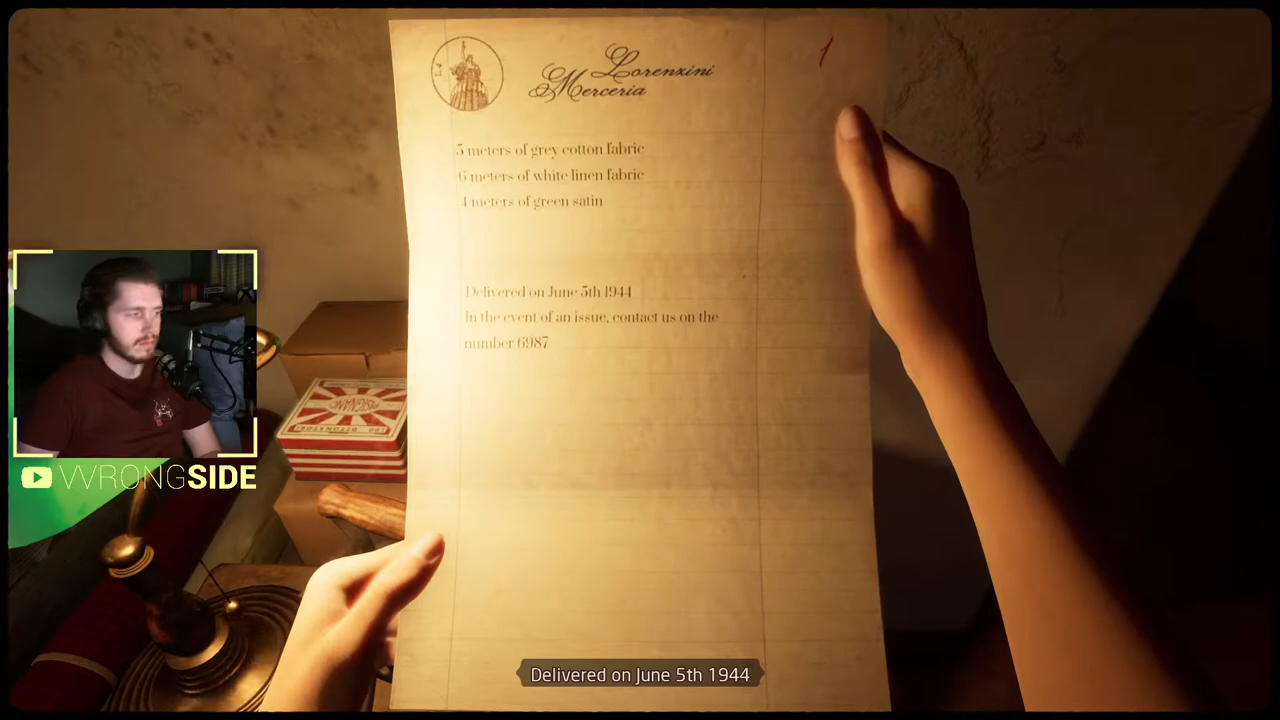 Lorenzini
Merceria
1
5 meters of grey cotton fabric
6 meters of white linen fabric
4 meters of green satin
Delivered on June 5th 1944
In the event of an issue, contact us on the
number 6987
WRONGSIDE
Delivered on June 5th 1944